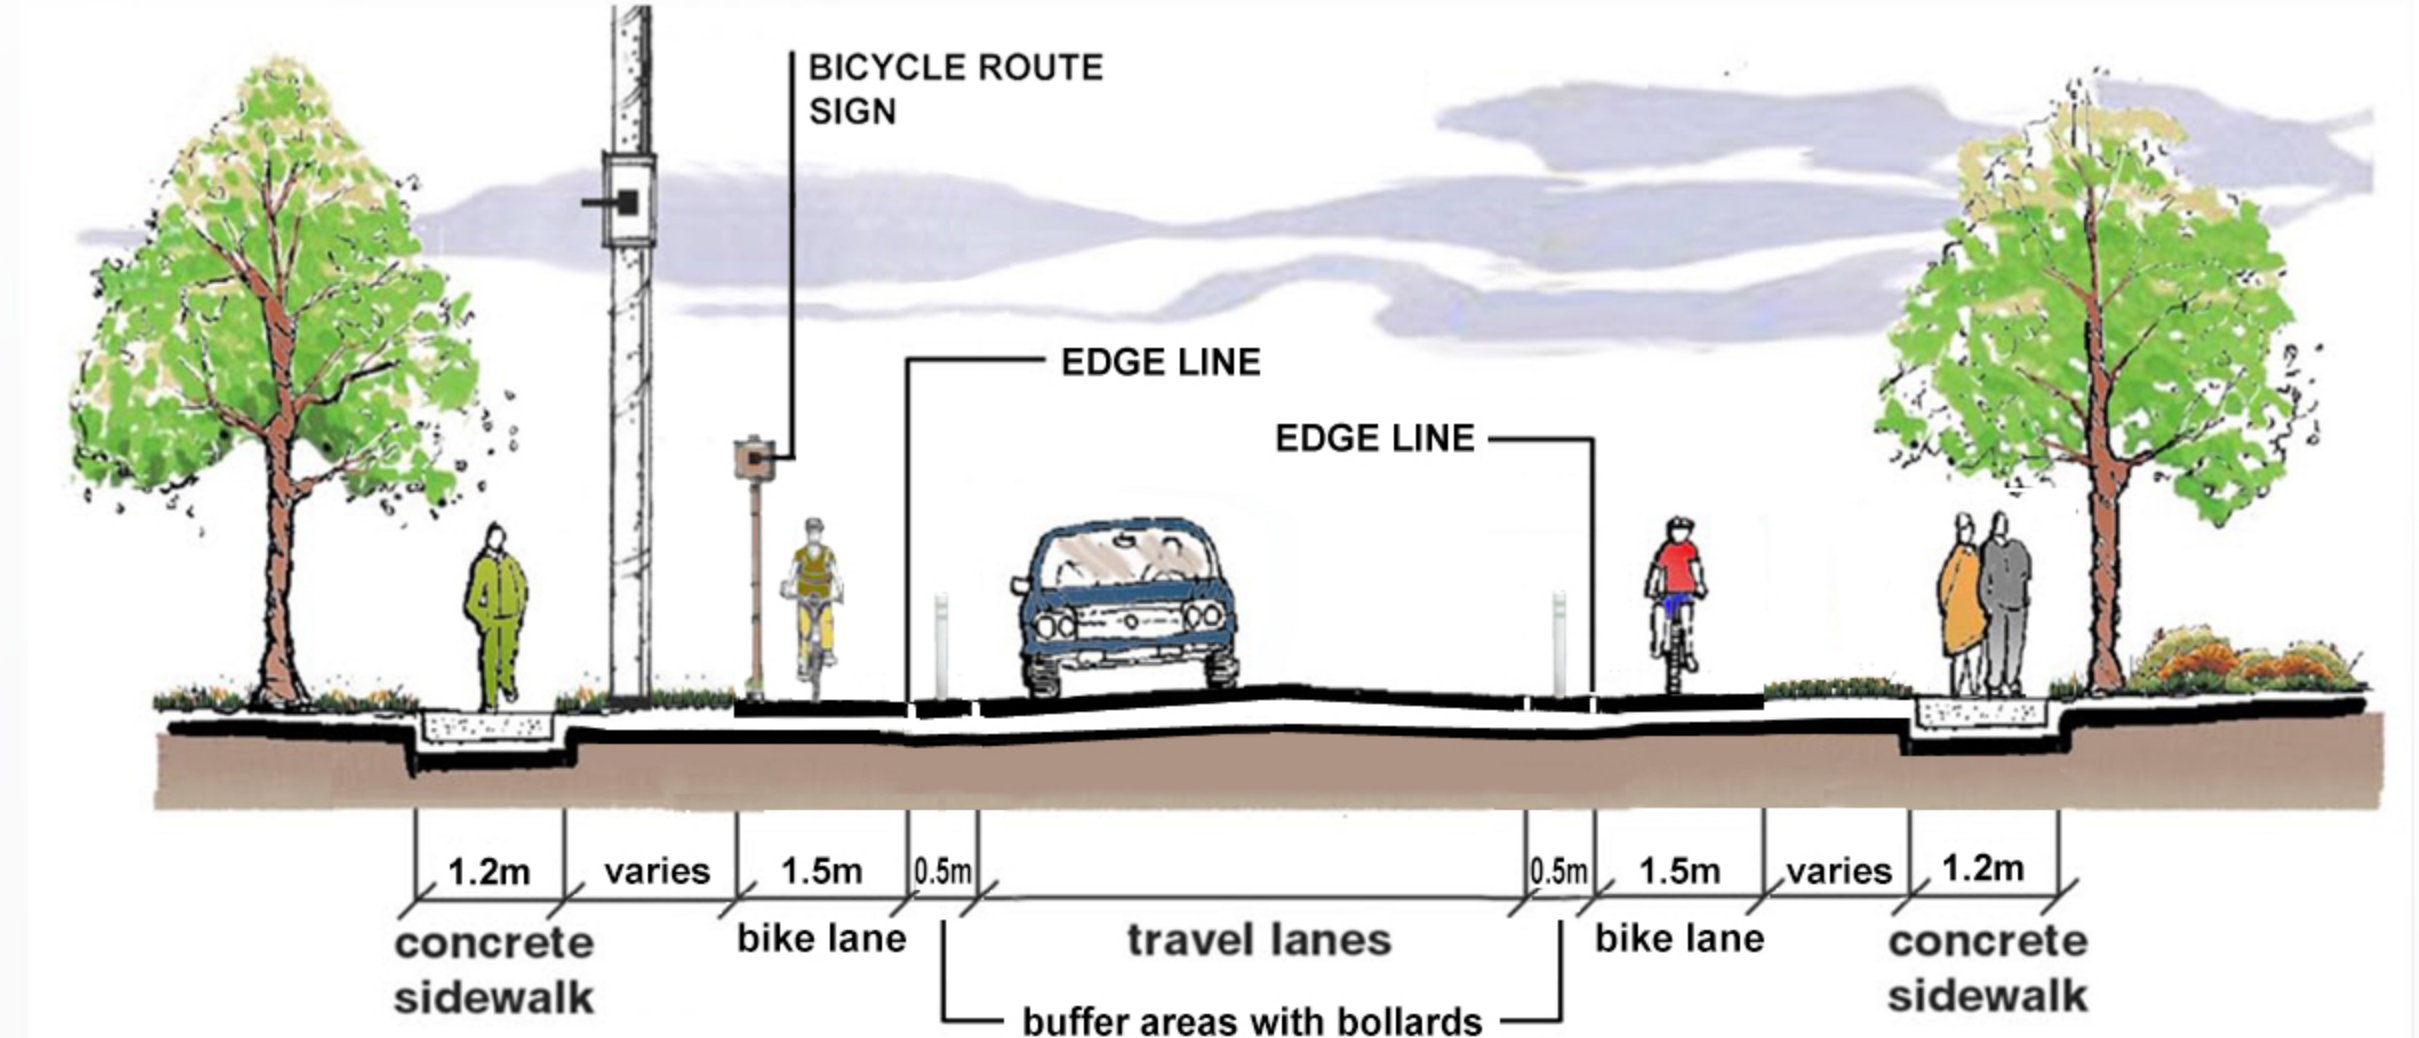 BICYCLE ROUTE
SIGN
EDGE LINE
EDGE LINE
1.2m
varies
1.5m
0.5m
0.5m
1.5m
varies
1.2m
concrete
sidewalk
bike lane
travel lanes
bike lane
concrete
sidewalk
buffer areas with bollards